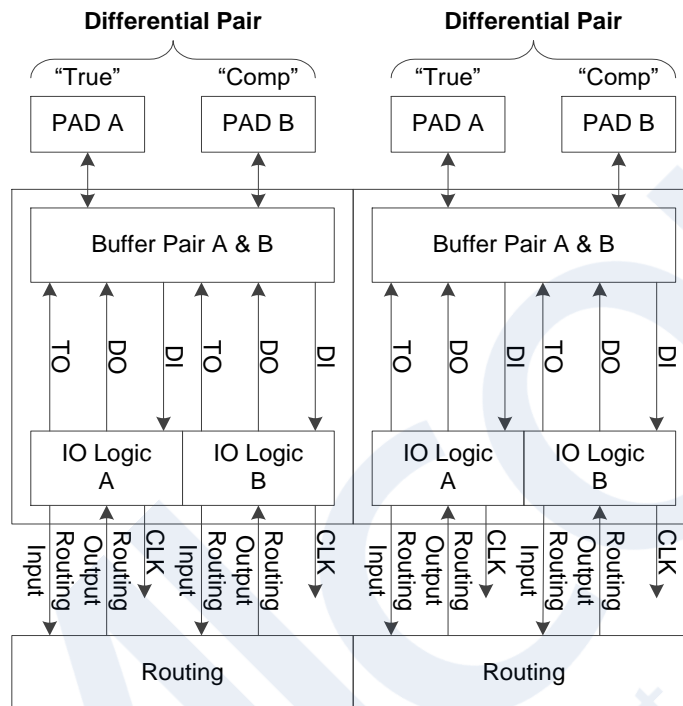 Differential Pair Differential Pair
“True” “Comp” “True” “Comp”
PAD A PAD B PAD A PAD B
Buffer Pair A & B Buffer Pair A & B
TO DO DI TO DO DI TO DO DI TO DO DI
IO Logic IO Logic IO Logic IO Logic
A B A B
Routing Input
Routing Output
CLK
Routing Input
Routing Output
CLK
Routing Input
Routing Output
CLK
Routing Input
Routing Output
CLK
Routing Routing